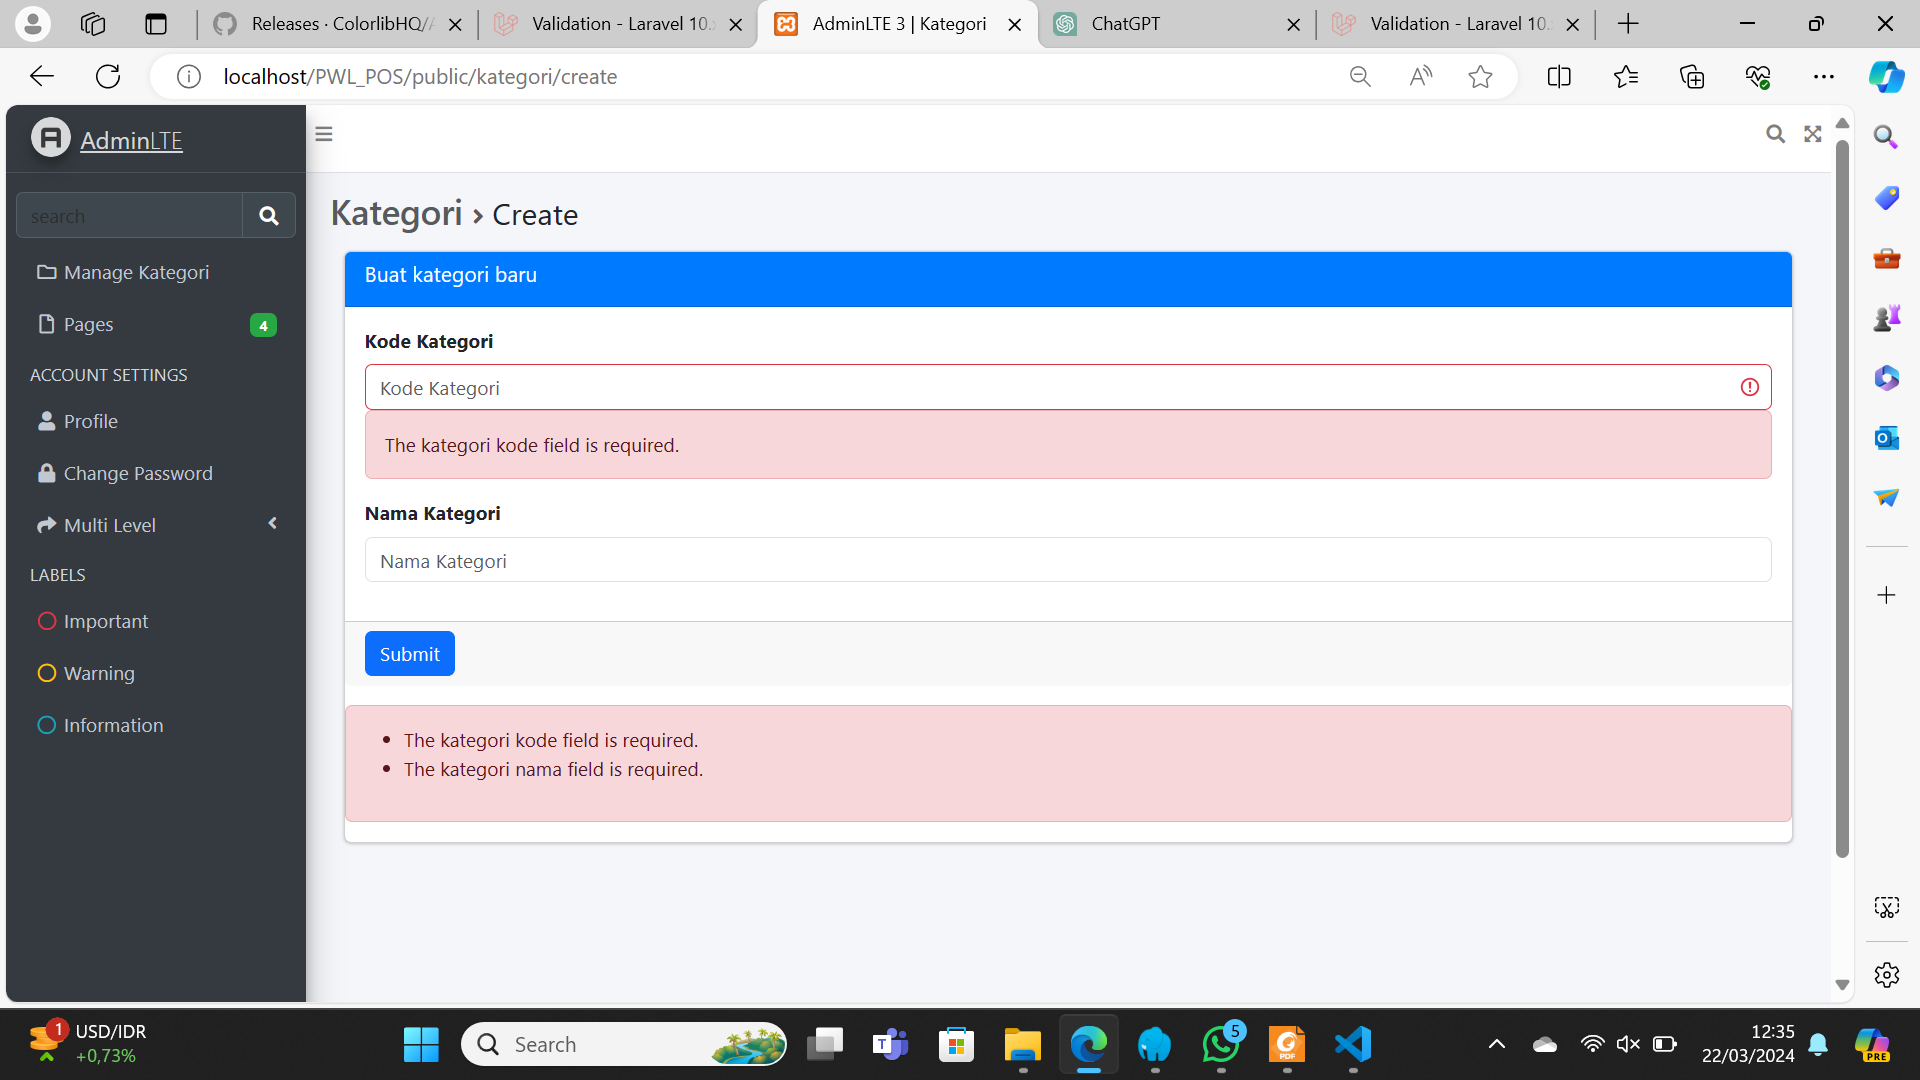 Releases · ColorlibHQ/A
Validation - Laravel 10.x
AdminLTE 3 | Kategori
ChatGPT
Validation - Laravel 10.x
localhost/PWL_POS/public/kategori/create
AdminLTE
search
Manage Kategori
Pages 4
ACCOUNT SETTINGS
Profile
Change Password
Multi Level
LABELS
Important
Warning
Information
Kategori › Create
Buat kategori baru
Kode Kategori
Kode Kategori
The kategori kode field is required.
Nama Kategori
Nama Kategori
Submit
The kategori kode field is required.
The kategori nama field is required.
1
USD/IDR
+0,73%
Search
5
PDF
12:35
22/03/2024
PRE